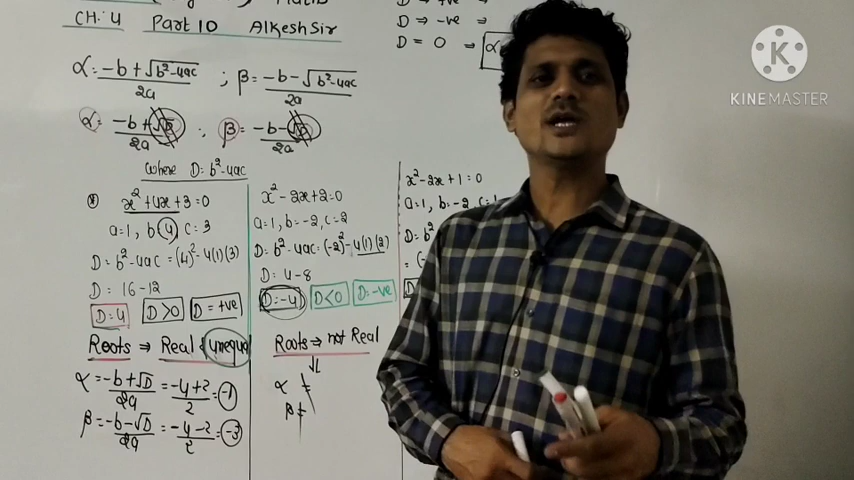 CH: 4 Part 10 Alkesh Sir
D ⇒ -ve ⇒
D = 0 ⇒ α
α = -b + √b²-4ac / 2a ; β = -b - √b²-4ac / 2a
α = -b + √D / 2a ; β = -b - √D / 2a
Where D = b²-4ac
x² + 4x + 3 = 0
a=1, b=4, c=3
D = b²-4ac = (4)²-4(1)(3)
D = 16-12
D=4 D>0 D=+ve
Roots ⇒ Real & Unequal
α = -b+√D / 2a = -4+2 / 2 = -1
β = -b-√D / 2a = -4-2 / 2 = -3
x² - 2x + 2 = 0
a=1, b=-2, c=2
D = b²-4ac = (-2)²-4(1)(2)
D = 4-8
D=-4 D<0 D=-ve
Roots ⇒ not Real
α =
β =
x² - 2x + 1 = 0
a=1, b=-2, c=1
D = b²
= (-
D
KINEMASTER